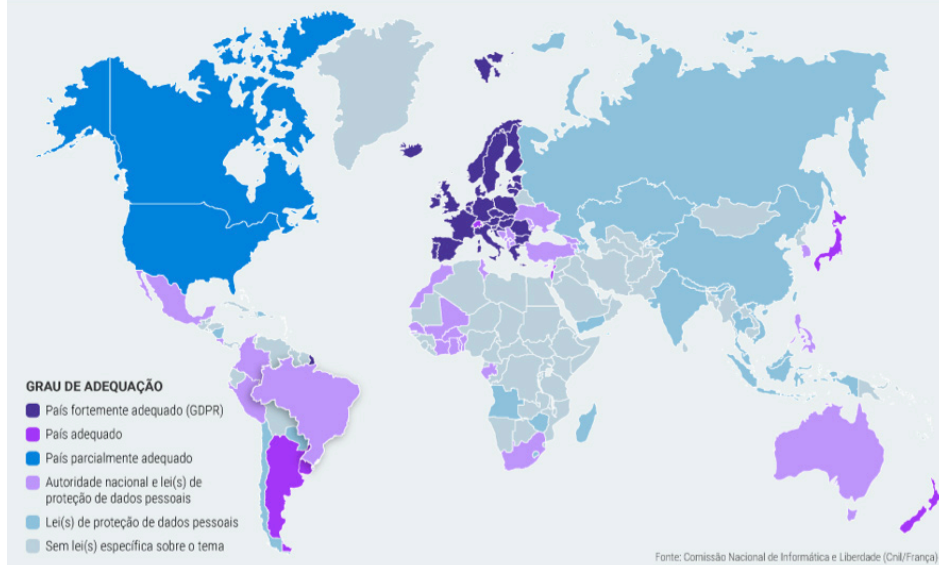 GRAU DE ADEQUAÇÃO
País fortemente adequado (GDPR)
País adequado
País parcialmente adequado
Autoridade nacional e lei(s) de
proteção de dados pessoais
Lei(s) de proteção de dados pessoais
Sem lei(s) específica sobre o tema
Fonte: Comissão Nacional de Informática e Liberdade (Cnil/França)